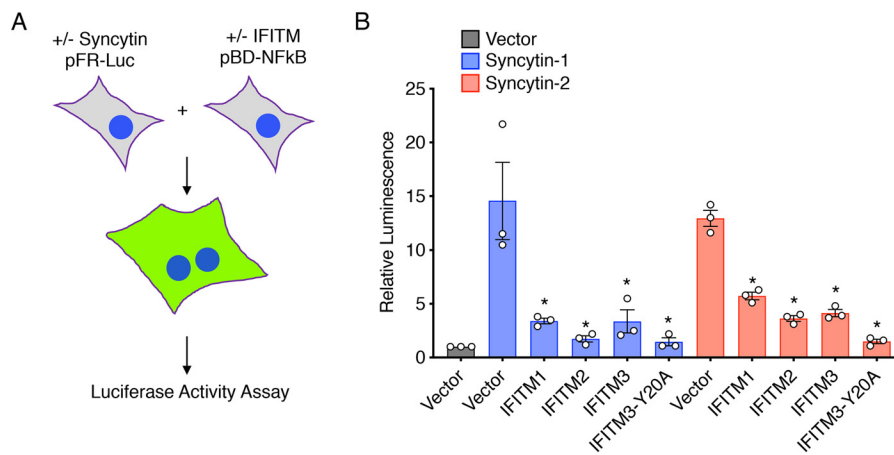 A
+/- Syncytin
pFR-Luc
+/- IFITM
pBD-NFkB
+
Luciferase Activity Assay
B
Vector
Syncytin-1
Syncytin-2
Relative Luminescence
25
20
15
10
5
0
*
*
*
*
*
*
*
*
Vector
Vector
IFITM1
IFITM2
IFITM3
IFITM3-Y20A
Vector
IFITM1
IFITM2
IFITM3
IFITM3-Y20A